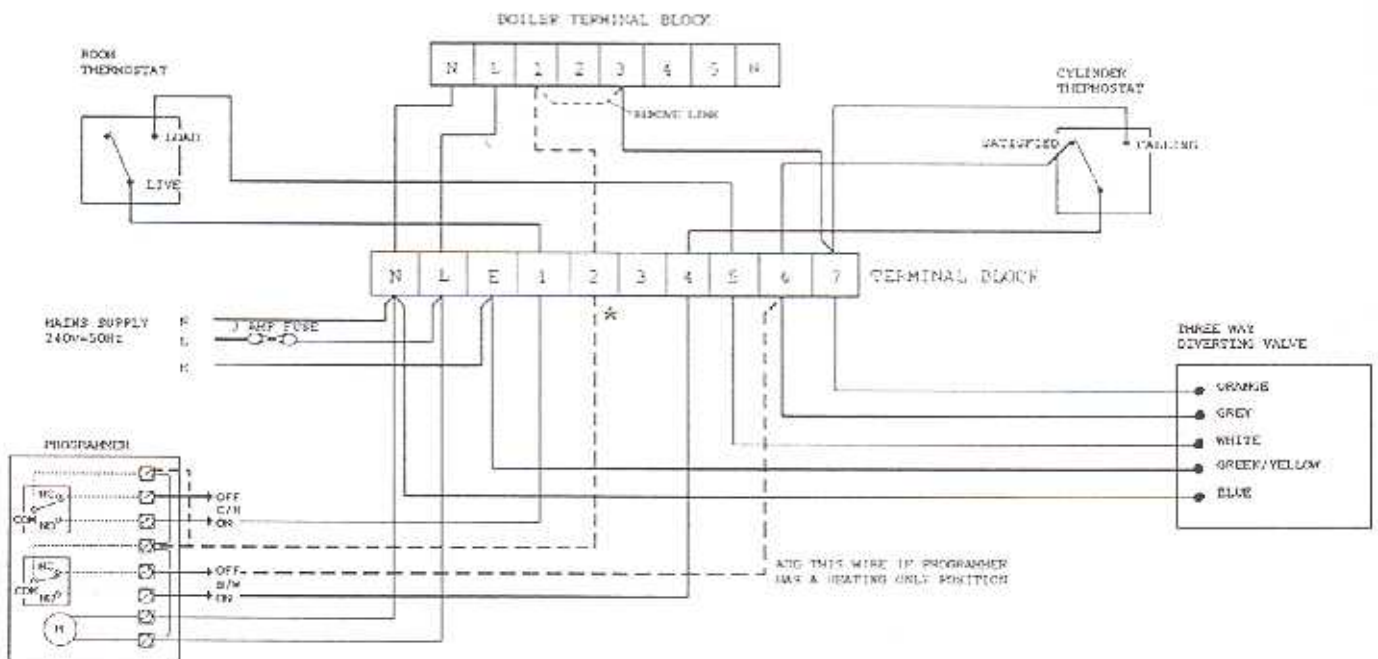 BOILER TERMINAL BLOCK
N L 1 2 3 4 5 N
ROOM
THERMOSTAT
LOAD
LIVE
REMOVE LINK
CYLINDER
THERMOSTAT
SATISFIED
CALLING
N L E 1 2 3 4 5 6 7
TERMINAL BLOCK
*
MAINS SUPPLY
240V-50Hz
L
AMP FUSE
THREE WAY
DIVERTING VALVE
ORANGE
GREY
WHITE
GREEN/YELLOW
BLUE
PROGRAMMER
NC
COM
NO
OFF
C/H
ON
NC
COM
NO
OFF
H/W
ON
M
ADD THIS WIRE IF PROGRAMMER
HAS A HEATING ONLY POSITION